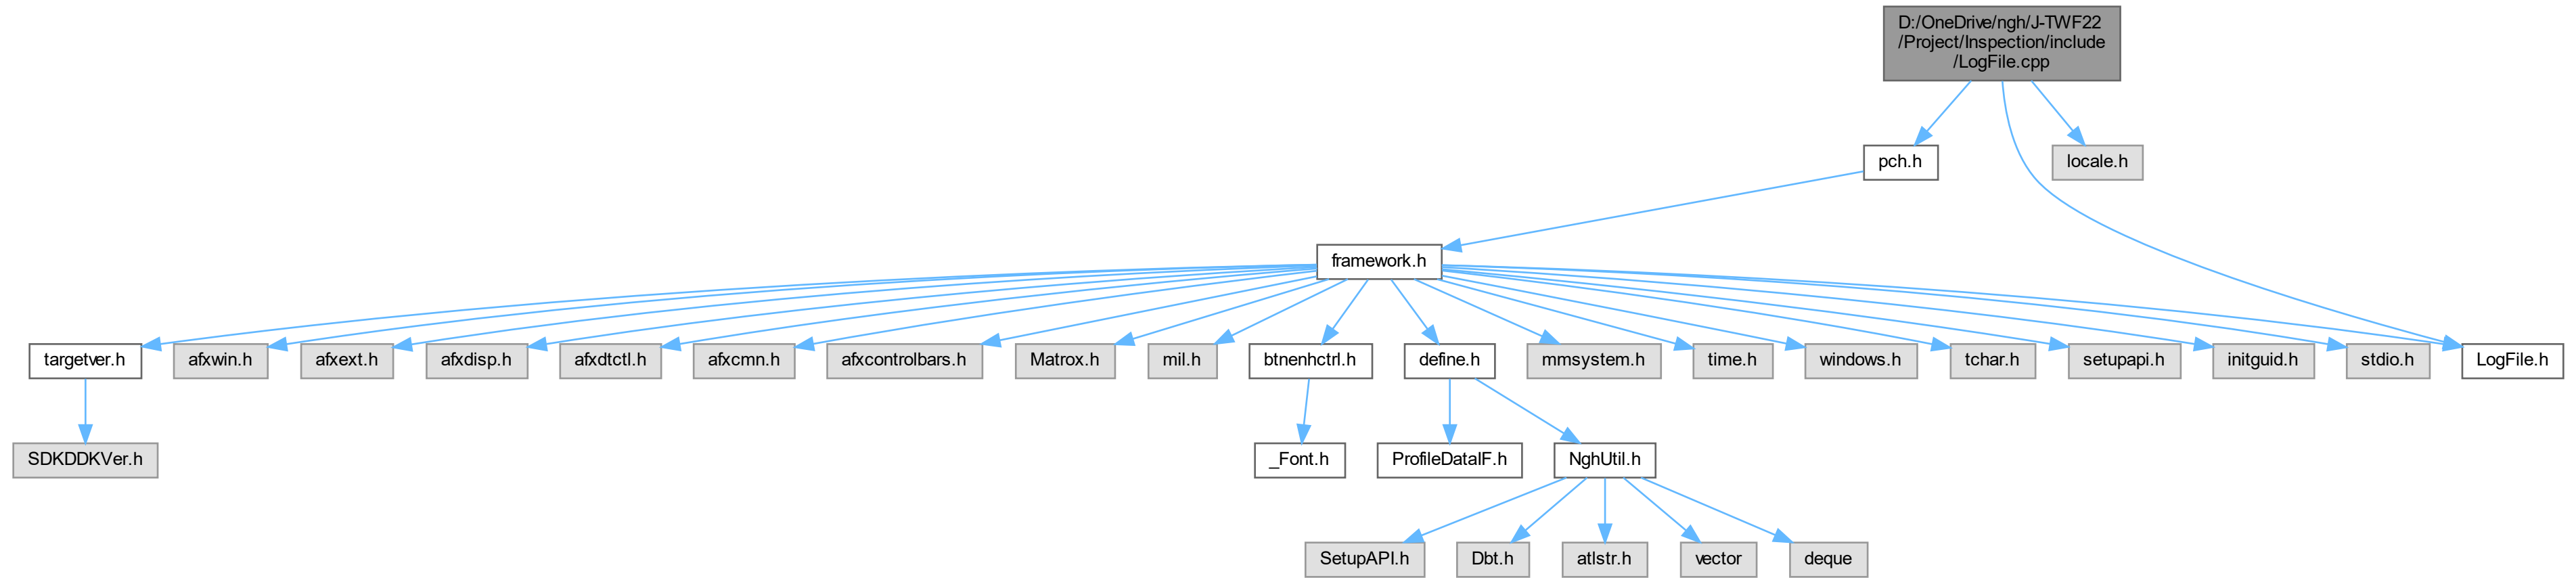 D:/OneDrive/ngh/J-TWF22
/Project/Inspection/include
/LogFile.cpp
pch.h
locale.h
framework.h
targetver.h
afxwin.h
afxext.h
afxdisp.h
afxdtctl.h
afxcmn.h
afxcontrolbars.h
Matrox.h
mil.h
btnenhctrl.h
define.h
mmsystem.h
time.h
windows.h
tchar.h
setupapi.h
initguid.h
stdio.h
LogFile.h
SDKDDKVer.h
_Font.h
ProfileDataIF.h
NghUtil.h
SetupAPI.h
Dbt.h
atlstr.h
vector
deque